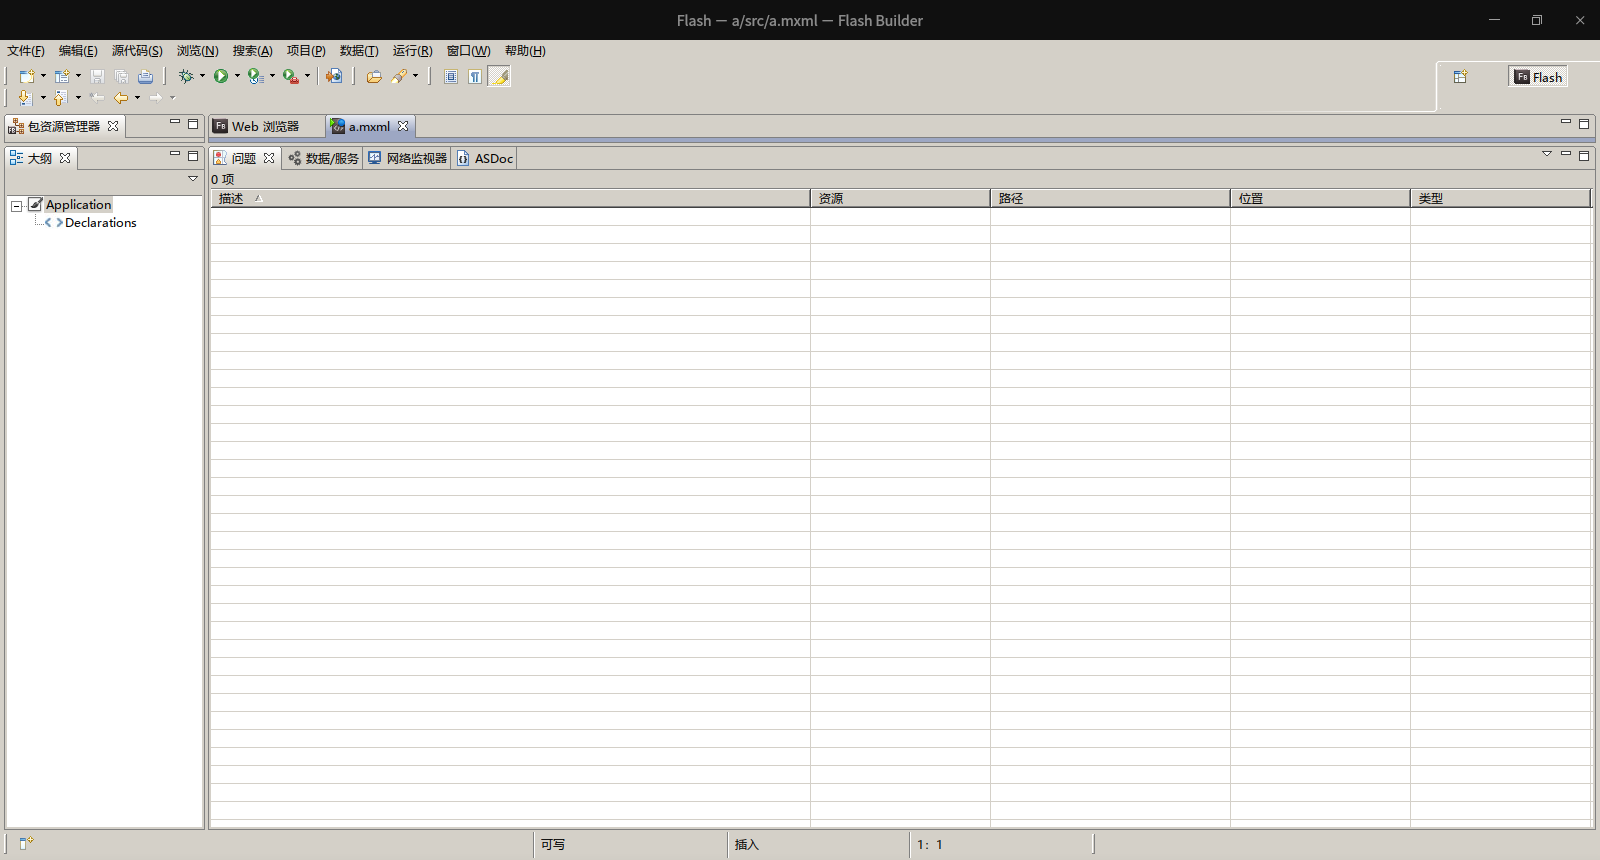 Flash — a/src/a.mxml — Flash Builder
文件(F) 编辑(E) 源代码(S) 浏览(N) 搜索(A) 项目(P) 数据(T) 运行(R) 窗口(W) 帮助(H)
Flash
包资源管理器
Web 浏览器 a.mxml
大纲
问题 数据/服务 网络监视器 ASDoc
0 项
描述 资源 路径 位置 类型
Application
Declarations
可写 插入 1: 1